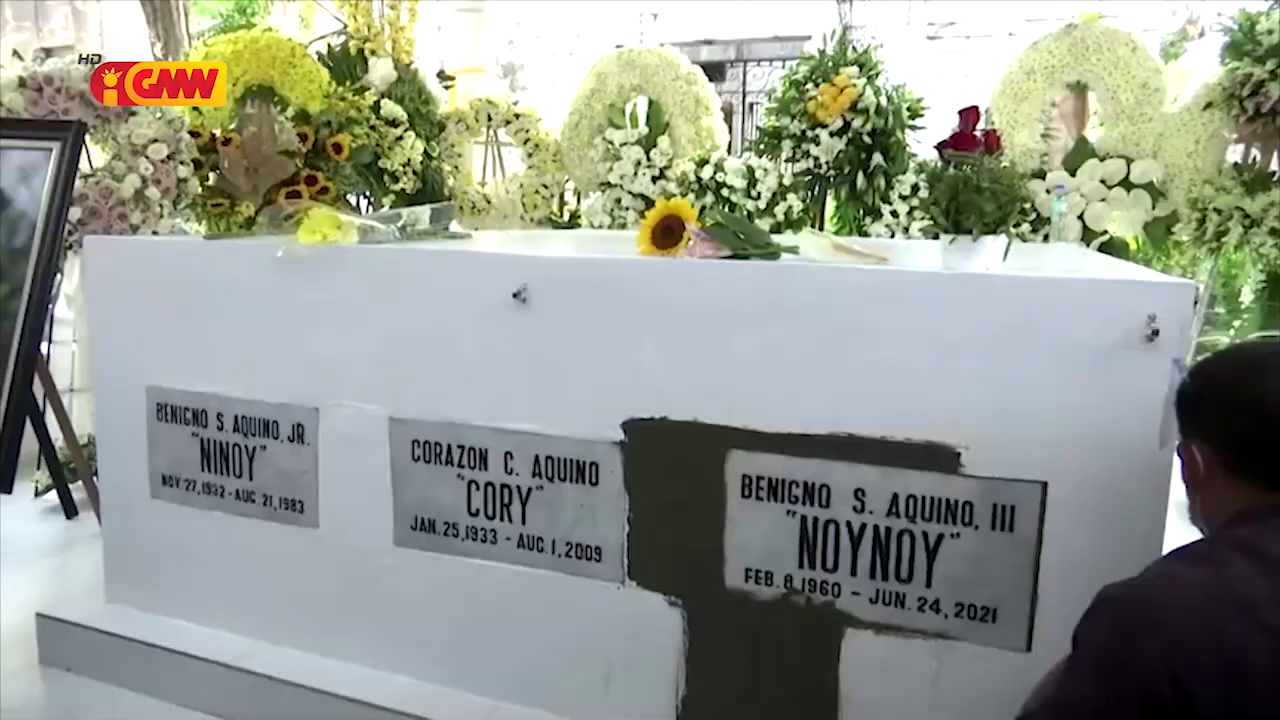 HD
iGMW
BENIGNO S. AQUINO, JR.
"NINOY"
NOV. 27, 1932 - AUG. 21, 1983
CORAZON C. AQUINO
"CORY"
JAN. 25, 1933 - AUG. 1, 2009
BENIGNO S. AQUINO, III
"NOYNOY"
FEB. 8, 1960 - JUN. 24, 2021